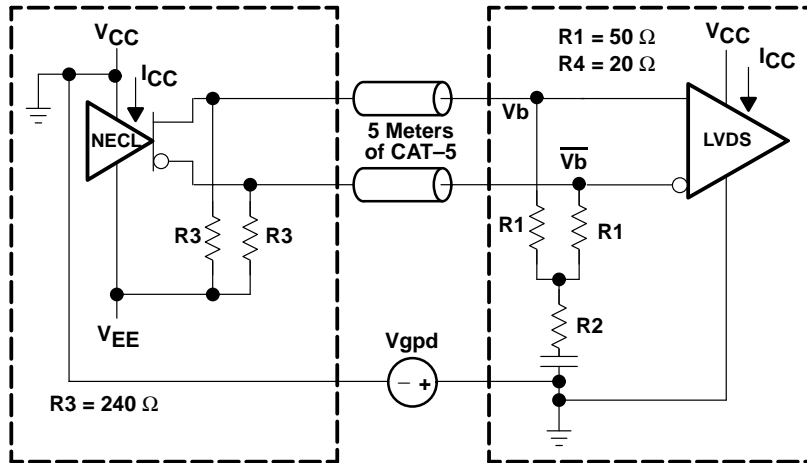 VCC
ICC
NECL
R3
R3
VEE
R3 = 240 Ω
5 Meters
of CAT–5
Vgpd
– +
R1 = 50 Ω
R4 = 20 Ω
VCC
ICC
Vb
Vb
LVDS
R1
R1
R2